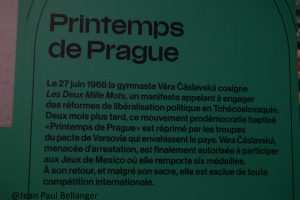 Printemps
de Prague
Le 27 juin 1968 la gymnaste Věra Čáslavská cosigne
Les Deux Mille Mots, un manifeste appelant à engager
des réformes de libéralisation politique en Tchécoslovaquie.
Deux mois plus tard, ce mouvement prodémocratie baptisé
« Printemps de Prague » est réprimé par les troupes
du pacte de Varsovie qui envahissent le pays. Věra Čáslavská,
menacée d'arrestation, est finalement autorisée à participer
aux Jeux de Mexico où elle remporte six médailles.
À son retour, et malgré son sacre, elle est exclue de toute
compétition internationale.
@Jean Paul Bellanger